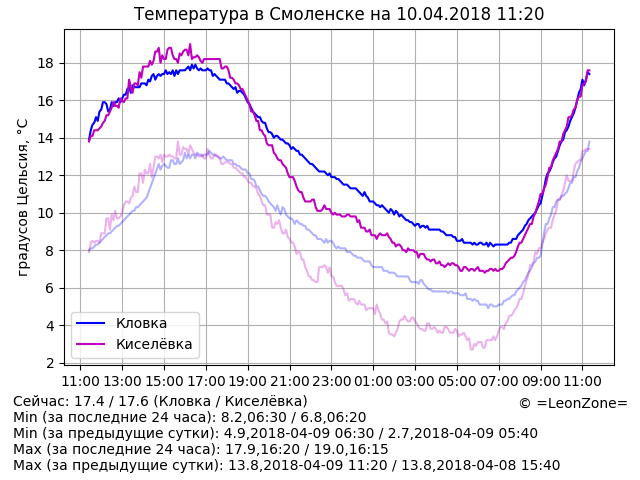 Температура в Смоленске на 10.04.2018 11:20
градусов Цельсия, °C
18
16
14
12
10
8
6
4
2
Кловка
Киселёвка
11:00 13:00 15:00 17:00 19:00 21:00 23:00 01:00 03:00 05:00 07:00 09:00 11:00
Сейчас: 17.4 / 17.6 (Кловка / Киселёвка)
© =LeonZone=
Min (за последние 24 часа): 8.2,06:30 / 6.8,06:20
Min (за предыдущие сутки): 4.9,2018-04-09 06:30 / 2.7,2018-04-09 05:40
Max (за последние 24 часа): 17.9,16:20 / 19.0,16:15
Max (за предыдущие сутки): 13.8,2018-04-09 11:20 / 13.8,2018-04-08 15:40